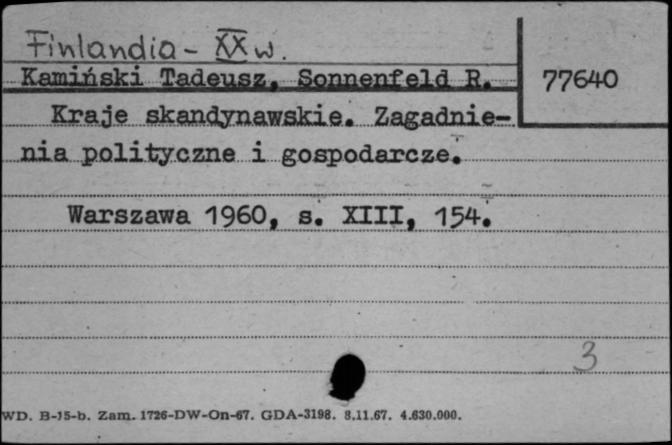 Finlandia - XX w.
Kamiński Tadeusz, Sonnenfeld R.
77640
Kraje skandynawskie. Zagadnie-
nia polityczne i gospodarcze.
Warszawa 1960, s. XIII, 154.
3
WD. B-15-b. Zam. 1726-DW-On-67. GDA-3198. 8.11.67. 4.630.000.